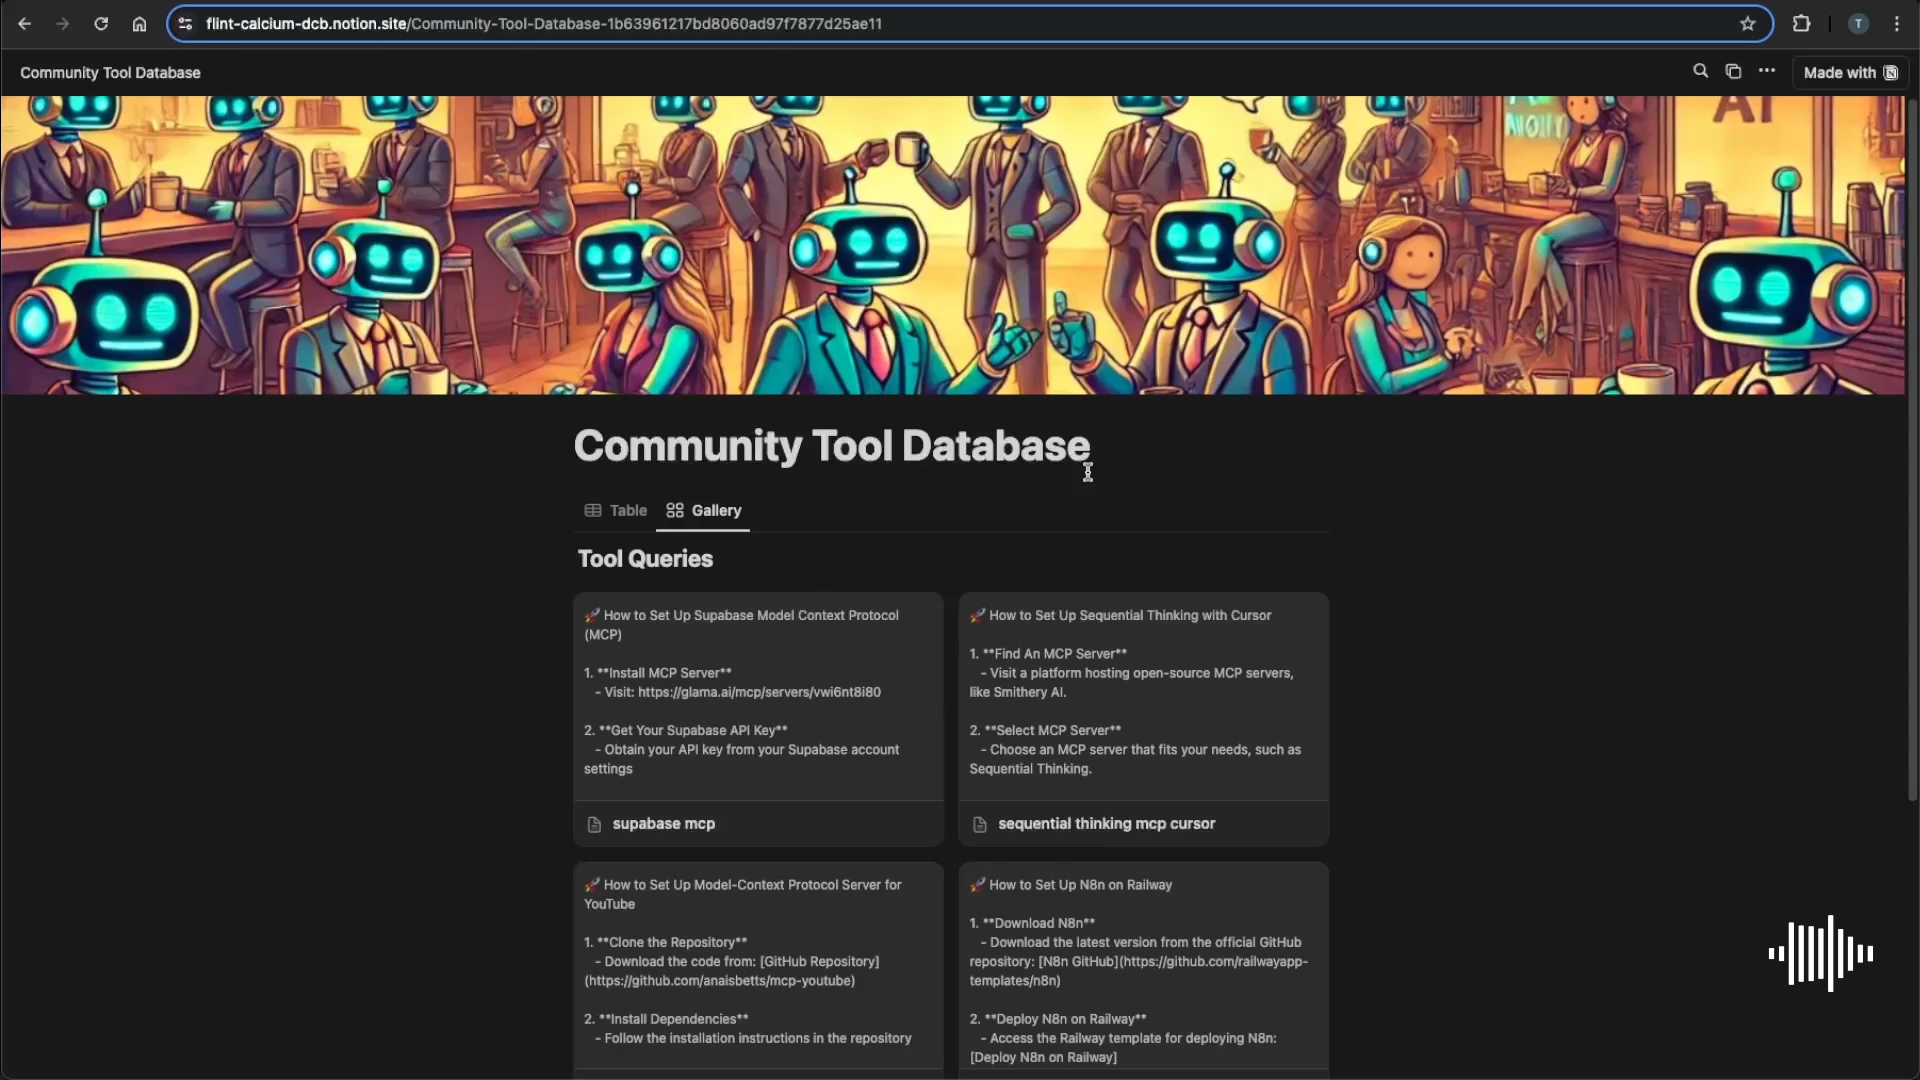 flint-calcium-dcb.notion.site/Community-Tool-Database-1b63961217bd8060ad97f7877d25ae11
T
Community Tool Database
Made with
AI
Community Tool Database
Table
Gallery
Tool Queries
🚀 How to Set Up Supabase Model Context Protocol
(MCP)
1. **Install MCP Server**
- Visit: https://glama.ai/mcp/servers/vwi6nt8i80
2. **Get Your Supabase API Key**
- Obtain your API key from your Supabase account
settings
supabase mcp
🚀 How to Set Up Sequential Thinking with Cursor
1. **Find An MCP Server**
- Visit a platform hosting open-source MCP servers,
like Smithery AI.
2. **Select MCP Server**
- Choose an MCP server that fits your needs, such as
Sequential Thinking.
sequential thinking mcp cursor
🚀 How to Set Up Model-Context Protocol Server for
YouTube
1. **Clone the Repository**
- Download the code from: [GitHub Repository]
(https://github.com/anaisbetts/mcp-youtube)
2. **Install Dependencies**
- Follow the installation instructions in the repository
🚀 How to Set Up N8n on Railway
1. **Download N8n**
- Download the latest version from the official GitHub
repository: [N8n GitHub](https://github.com/railwayapp-
templates/n8n)
2. **Deploy N8n on Railway**
- Access the Railway template for deploying N8n:
[Deploy N8n on Railway]